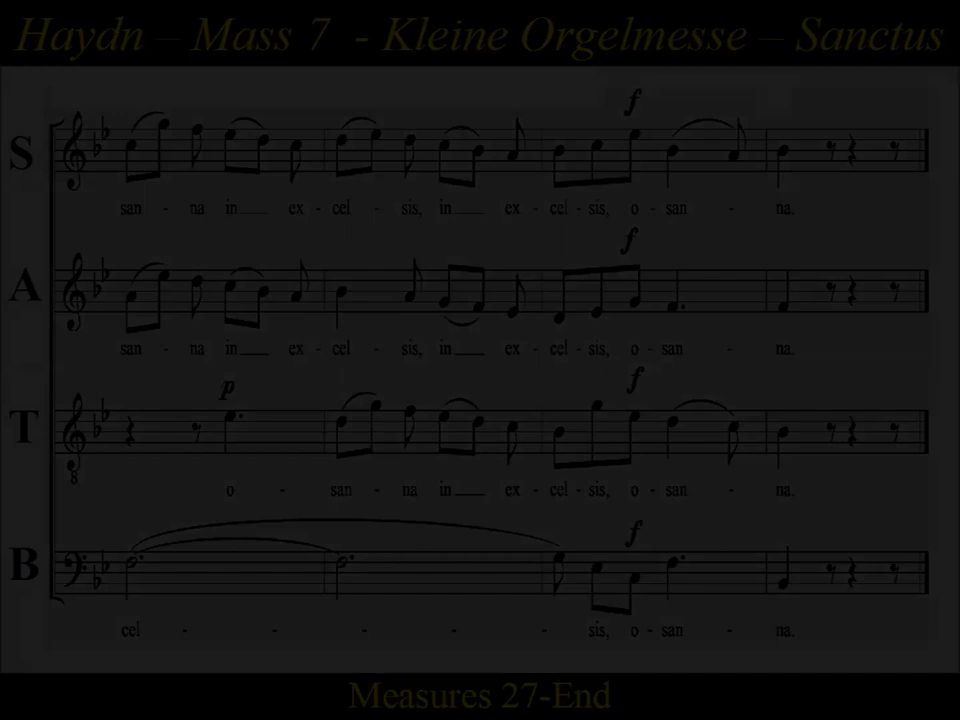 Haydn – Mass 7 - Kleine Orgelmesse – Sanctus
f
S
san - na in ex - cel - sis, in ex - cel - sis, o - san - na.
f
A
san - na in ex - cel - sis, in ex - cel - sis, o - san - na.
p f
T
8
o - san - na in ex - cel - sis, o - san - na.
f
B
cel - - - - - sis, o - san - na.
Measures 27-End